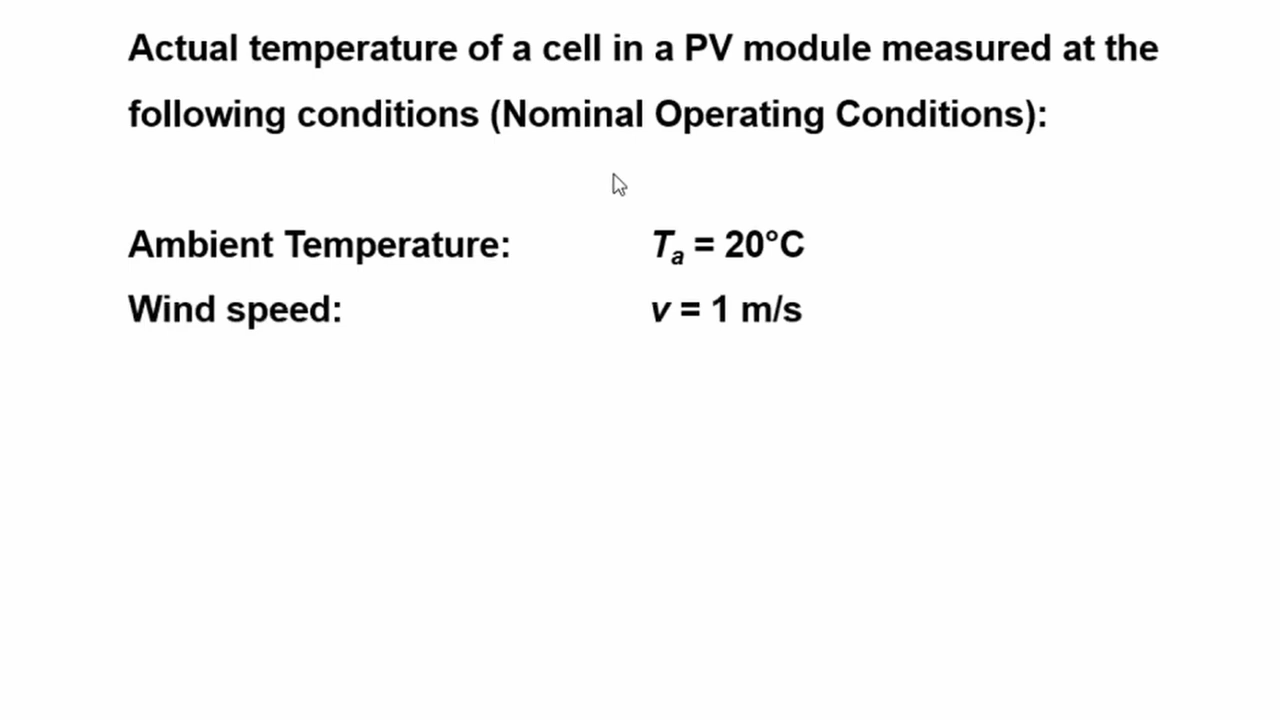 Actual temperature of a cell in a PV module measured at the
following conditions (Nominal Operating Conditions):
Ambient Temperature: Ta = 20°C
Wind speed: v = 1 m/s